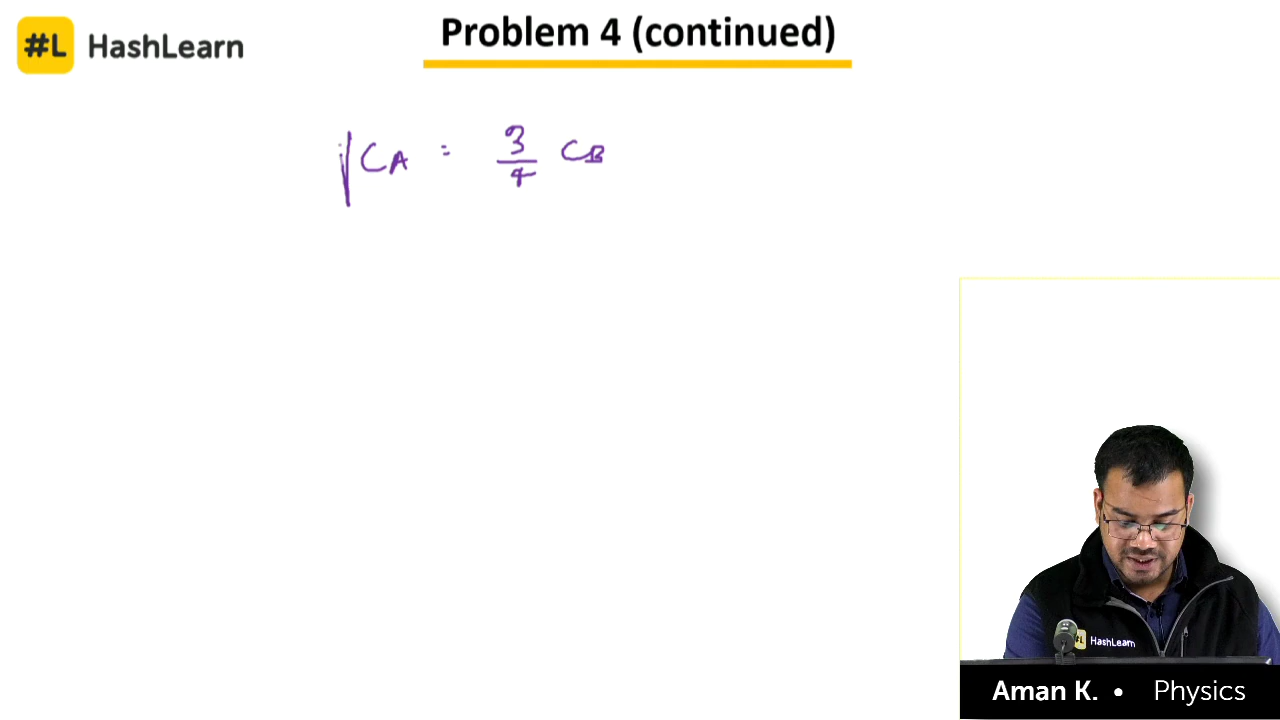 #L HashLearn
Problem 4 (continued)
CA = 3/4 CB
#L HashLearn
Aman K. • Physics